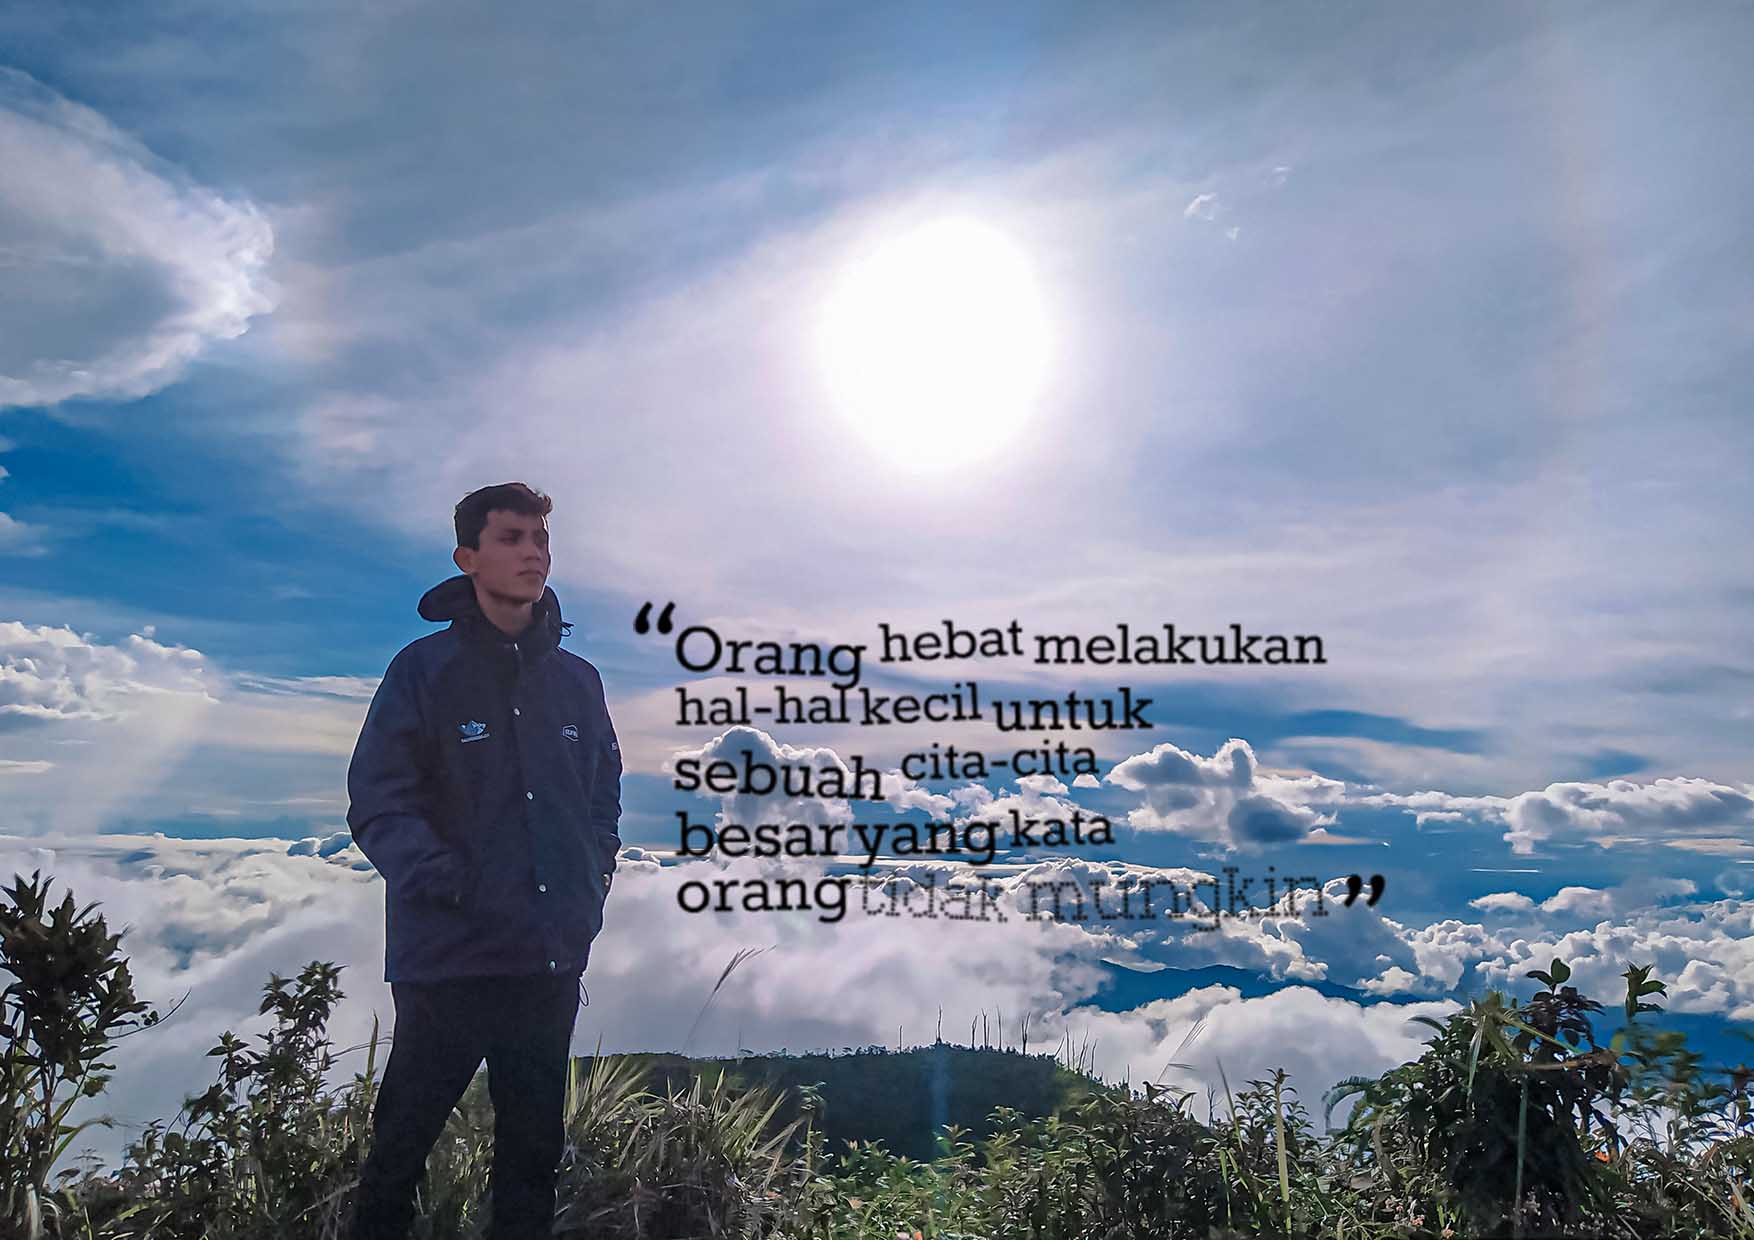 “Orang hebat melakukan
hal-hal kecil untuk
sebuah cita-cita
besar yang kata
orang tidak mungkin”